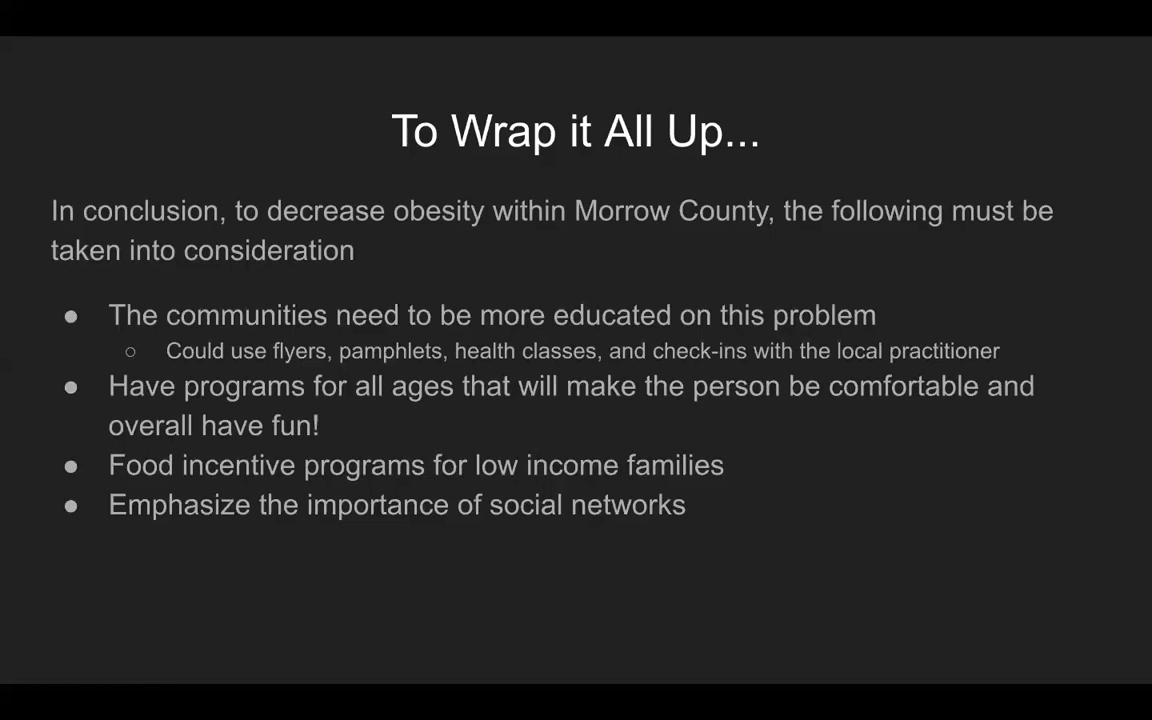 To Wrap it All Up...
In conclusion, to decrease obesity within Morrow County, the following must be
taken into consideration
● The communities need to be more educated on this problem
○ Could use flyers, pamphlets, health classes, and check-ins with the local practitioner
● Have programs for all ages that will make the person be comfortable and
overall have fun!
● Food incentive programs for low income families
● Emphasize the importance of social networks